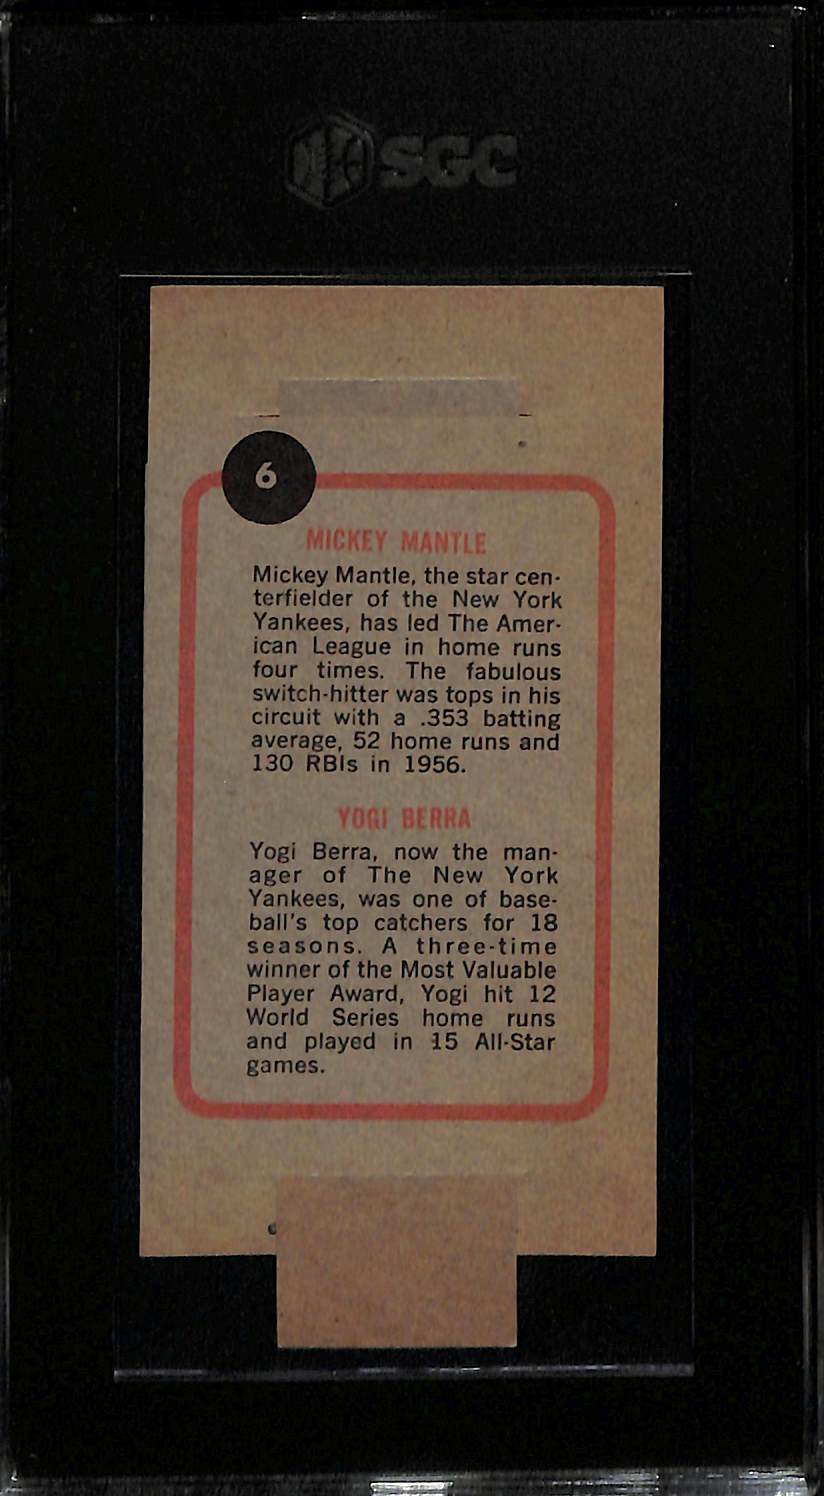 SGC
6
MICKEY MANTLE
Mickey Mantle, the star cen-
terfielder of the New York
Yankees, has led The Amer-
ican League in home runs
four times. The fabulous
switch-hitter was tops in his
circuit with a .353 batting
average, 52 home runs and
130 RBIs in 1956.
YOGI BERRA
Yogi Berra, now the man-
ager of The New York
Yankees, was one of base-
ball's top catchers for 18
seasons. A three-time
winner of the Most Valuable
Player Award, Yogi hit 12
World Series home runs
and played in 15 All-Star
games.